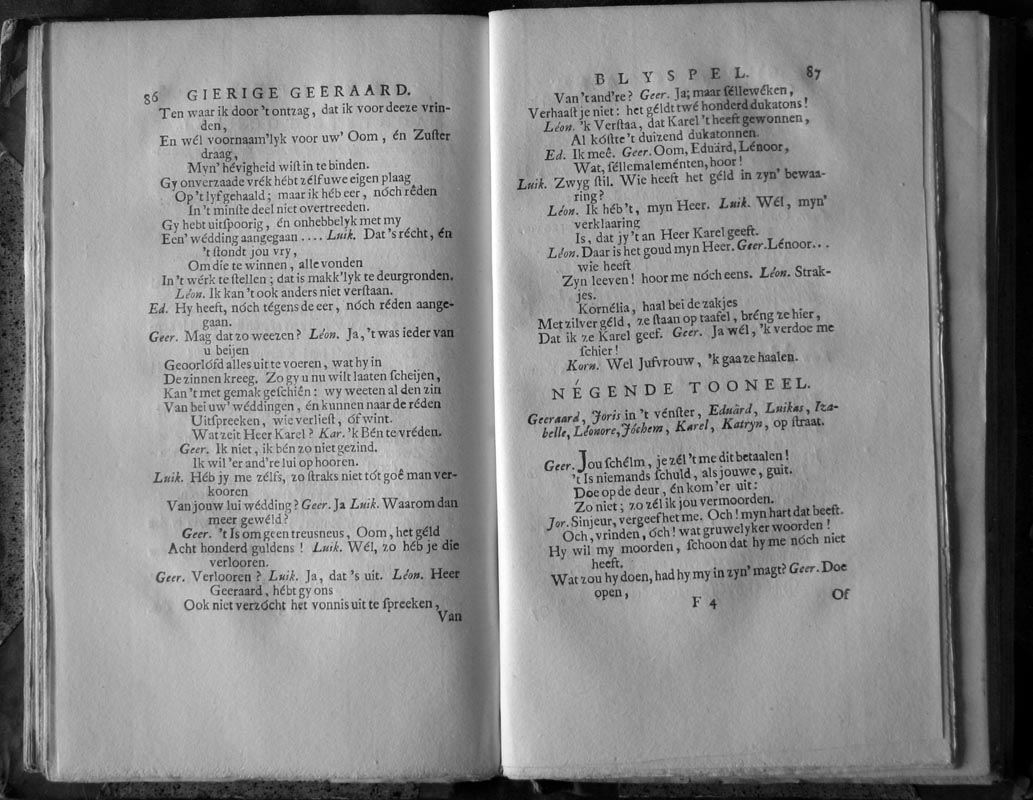 86 GIERIGE GEERAARD.
Ten waar ik door 't ontzag, dat ik voor deeze vrin-
den,
En wél voornaam'lyk voor uw' Oom, én Zuſter
draag,
Myn' hévigheid wiſt in te binden.
Gy onverzaade vrék hébt zélf uwe eigen plaag
Op 't lyf gehaald; maar ik héb eer, nóch réden
In 't minſte deel niet overtreeden.
Gy hebt uitſpoorig, én onhebbelyk met my
Een' wédding aangegaan .... Luik. Dat 's récht, én
't ſtondt jou vry,
Om die te winnen, alle vonden
In 't wérk te ſtellen; dat is makk'lyk te deurgronden.
Léon. Ik kan 't ook anders niet verſtaan.
Ed. Hy heeft, nóch tégens de eer, nóch réden aange-
gaan.
Geer. Mag dat zo weezen? Léon. Ja, 't was ieder van
u beijen
Geoorlófd alles uit te voeren, wat hy in
De zinnen kreeg. Zo gy u nu wilt laaten ſcheijen,
Kan 't met gemak geſchiên: wy weeten al den zin
Van bei uw' wéddingen, én kunnen naar de réden
Uitſpreeken, wie verlieſt, óf wint.
Wat zeit Heer Karel? Kar. 'k Bén te vréden.
Geer. Ik niet, ik bén zo niet gezind.
Ik wil 'er and're lui op hooren.
Luik. Héb jy me zélfs, zo ſtraks niet tót goê man ver-
kooren
Van jouw lui wédding? Geer. Ja Luik. Waarom dan
meer gewéld?
Geer. 't Is om geen treusneus, Oom, het géld
Acht honderd guldens! Luik. Wél, zo héb je die
verlooren.
Geer. Verlooren? Luik. Ja, dat 's uit. Léon. Heer
Geeraard, hébt gy ons
Ook niet verzócht het vonnis uit te ſpreeken,
Van
BLYSPEL. 87
Van 't and're? Geer. Ja; maar ſélleweéken,
Verhaaſt je niet: het géldt twé honderd dukatons!
Léon. 'k Verſtaa, dat Karel 't heeft gewonnen,
Al kóſtte 't duizend dukatonnen.
Ed. Ik meê. Geer. Oom, Eduärd, Lénoor,
Wat, ſéllemaleménten, hoor!
Luik. Zwyg ſtil. Wie heeft het géld in zyn' bewaa-
ring?
Léon. Ik héb't, myn Heer. Luik. Wél, myn'
verklaaring
Is, dat jy't an Heer Karel geeft.
Léon. Daar is het goud myn Heer. Geer. Lénoor...
wie heeft
Zyn leeven! hoor me nóch eens. Léon. Strak-
jes.
Kornélia, haal bei de zakjes
Met zilver géld, ze ſtaan op taafel, bréng ze hier,
Dat ik ze Karel geef. Geer. Ja wél, 'k verdoe me
ſchier!
Korn. Wel Jufvrouw, 'k gaa ze haalen.
NÉGENDE TOONEEL.
Geeraard, Joris in 't vénſter, Eduärd, Luikas, Iza-
belle, Léonore, Jóchem, Karel, Katryn, op ſtraat.
Geer. Jou ſchélm, je zél 't me dit betaalen!
't Is niemands ſchuld, als jouwe, guit.
Doe op de deur, én kom 'er uit:
Zo niet; zo zél ik jou vermoorden.
Jor. Sinjeur, vergeef het me. Och! myn hart dat beeft.
Och, vrinden, óch! wat gruwelyker woorden!
Hy wil my moorden, ſchoon dat hy me nóch niet
heeft.
Wat zou hy doen, had hy my in zyn' magt? Geer. Doe
open,
F 4 Of